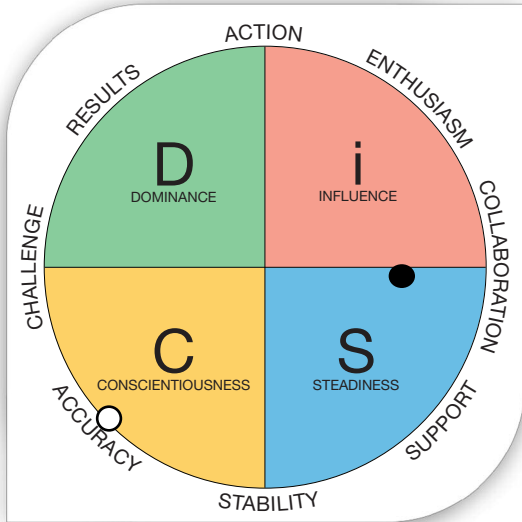 ACTION
RESULTS
ENTHUSIASM
D
DOMINANCE
i
INFLUENCE
CHALLENGE
COLLABORATION
C
CONSCIENTIOUSNESS
S
STEADINESS
ACCURACY
SUPPORT
STABILITY